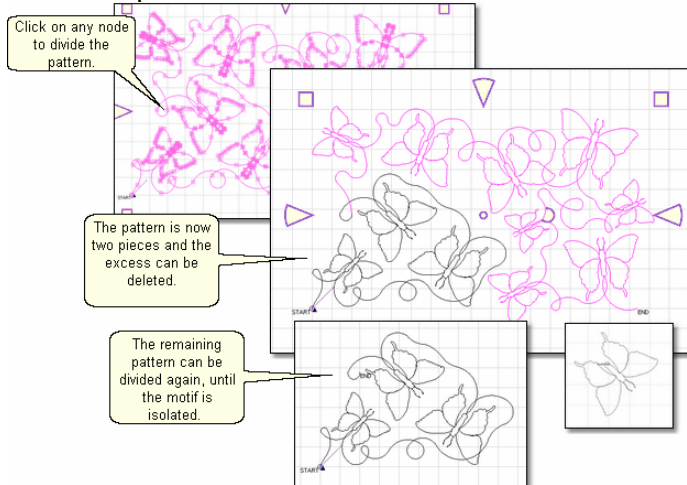 Click on any node
to divide the
pattern.
START
The pattern is now
two pieces and the
excess can be
deleted.
START
END
The remaining
pattern can be
divided again, until
the motif is
isolated.
END
START